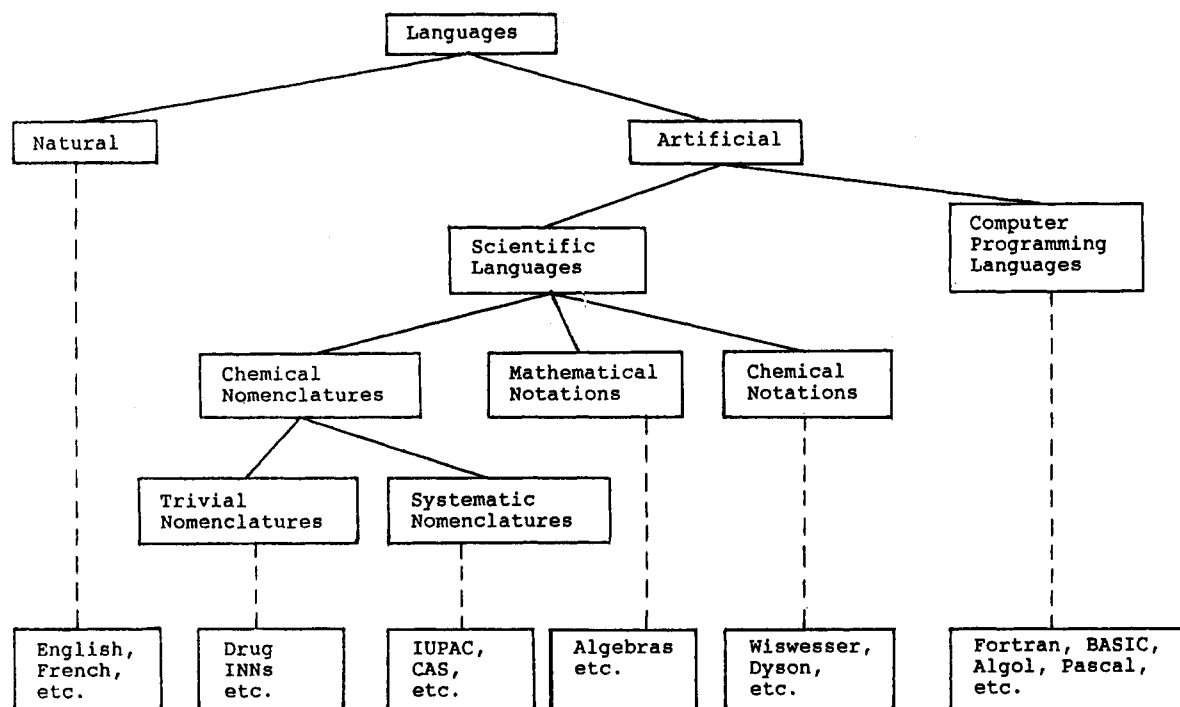 Languages
Natural
Artificial
Scientific
Languages
Computer
Programming
Languages
Chemical
Nomenclatures
Mathematical
Notations
Chemical
Notations
Trivial
Nomenclatures
Systematic
Nomenclatures
English,
French,
etc.
Drug
INNs
etc.
IUPAC,
CAS,
etc.
Algebras
etc.
Wiswesser,
Dyson,
etc.
Fortran, BASIC,
Algol, Pascal,
etc.